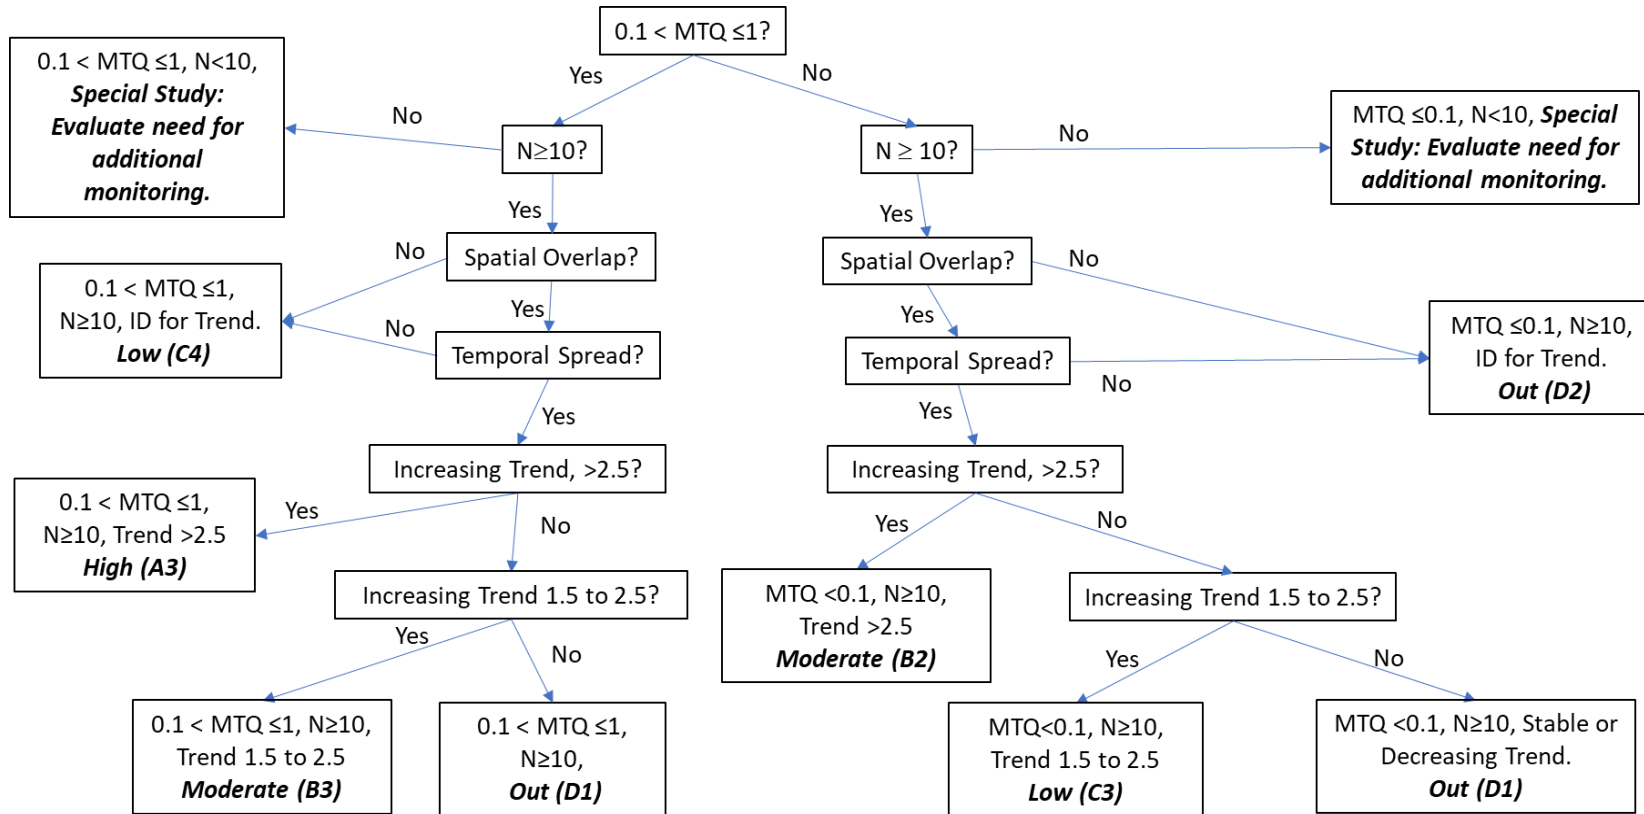 0.1 < MTQ ≤1?
Yes
No
0.1 < MTQ ≤1, N<10,
Special Study:
Evaluate need for
additional
monitoring.
No
N≥10?
N ≥ 10?
No
MTQ ≤0.1, N<10, Special
Study: Evaluate need for
additional monitoring.
Yes
Yes
No
Spatial Overlap?
Spatial Overlap?
No
0.1 < MTQ ≤1,
N≥10, ID for Trend.
Low (C4)
Yes
No
Temporal Spread?
Yes
Temporal Spread?
No
MTQ ≤0.1, N≥10,
ID for Trend.
Out (D2)
Yes
Yes
Increasing Trend, >2.5?
Increasing Trend, >2.5?
0.1 < MTQ ≤1,
N≥10, Trend >2.5
High (A3)
Yes
No
Yes
No
Increasing Trend 1.5 to 2.5?
MTQ <0.1, N≥10,
Trend >2.5
Moderate (B2)
Increasing Trend 1.5 to 2.5?
Yes
No
Yes
No
0.1 < MTQ ≤1, N≥10,
Trend 1.5 to 2.5
Moderate (B3)
0.1 < MTQ ≤1,
N≥10,
Out (D1)
MTQ<0.1, N≥10,
Trend 1.5 to 2.5
Low (C3)
MTQ <0.1, N≥10, Stable or
Decreasing Trend.
Out (D1)